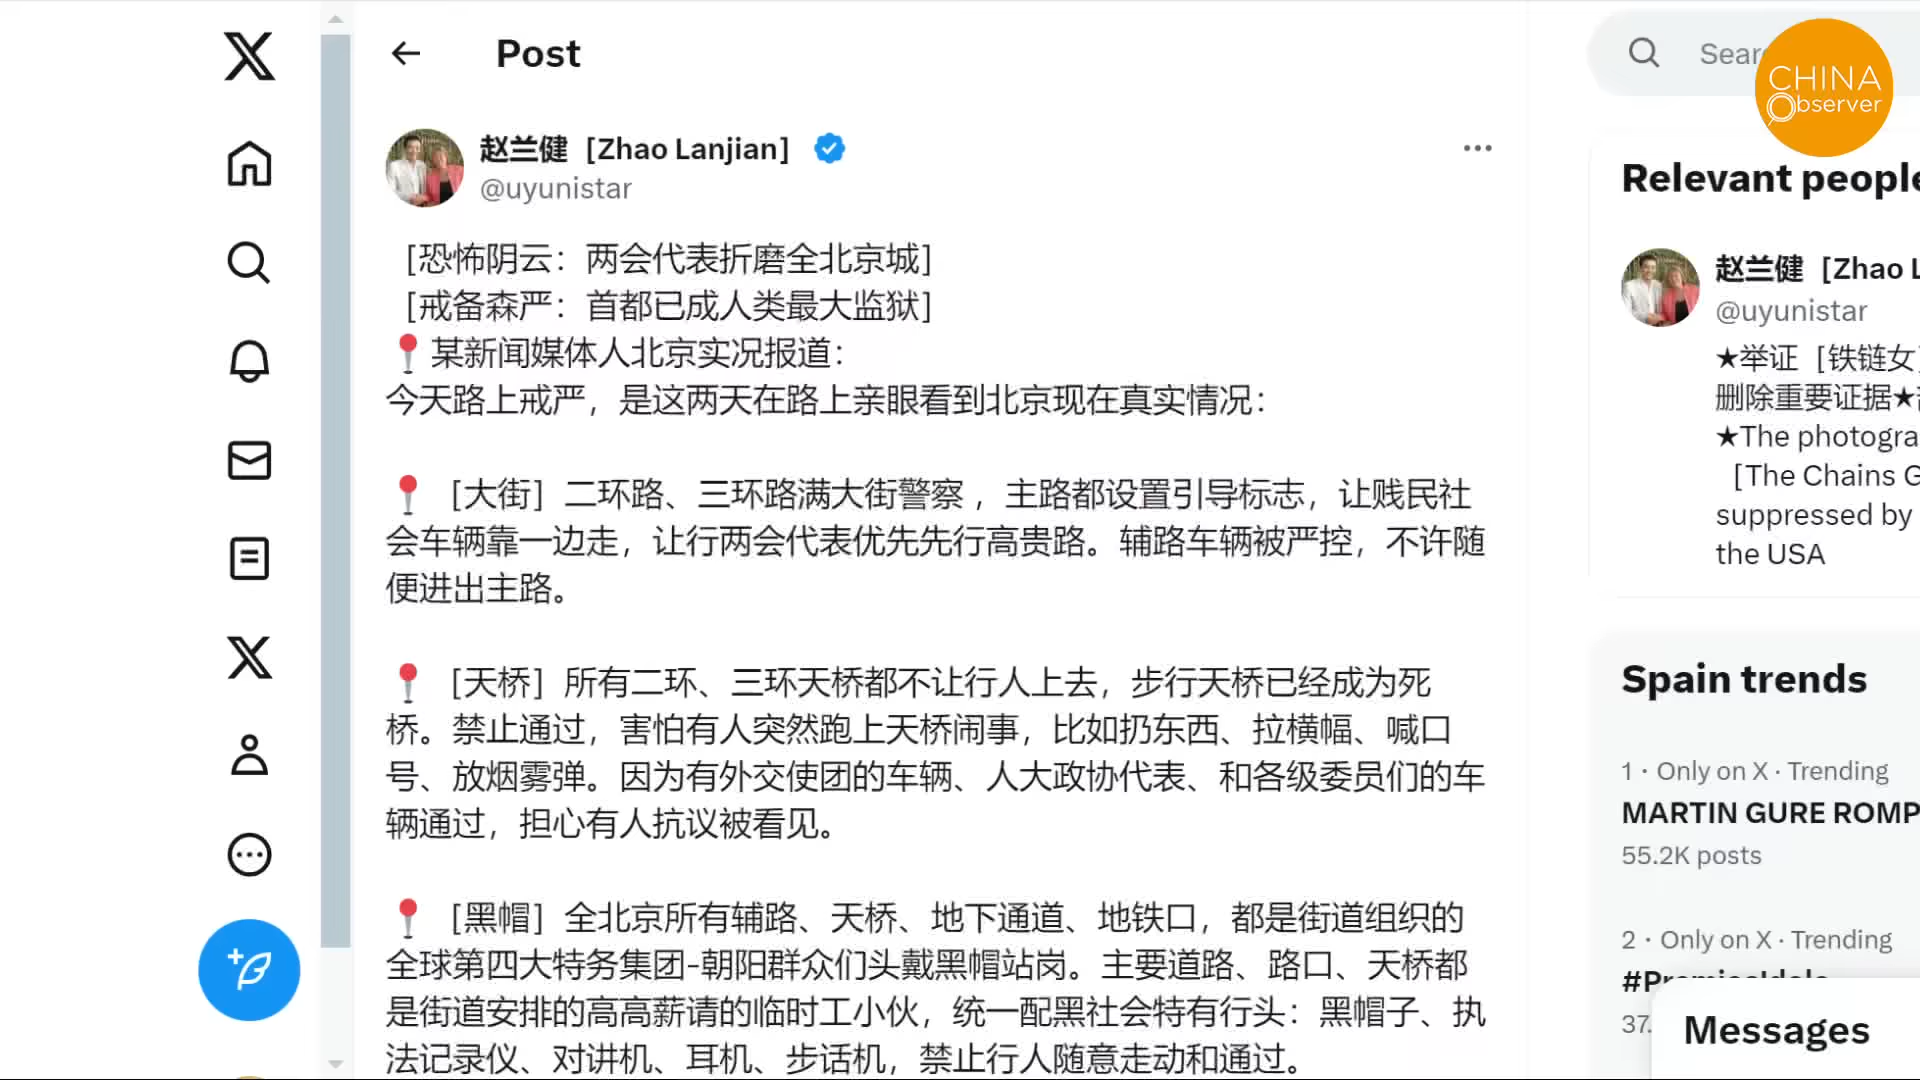 Post
赵兰健 [Zhao Lanjian]
@uyunistar
[恐怖阴云：两会代表折磨全北京城]
[戒备森严：首都已成人类最大监狱]
📍某新闻媒体人北京实况报道：
今天路上戒严，是这两天在路上亲眼看到北京现在真实情况：
📍 [大街] 二环路、三环路满大街警察 ，主路都设置引导标志，让贱民社
会车辆靠一边走，让行两会代表优先先行高贵路。辅路车辆被严控，不许随
便进出主路。
📍 [天桥] 所有二环、三环天桥都不让行人上去，步行天桥已经成为死
桥。禁止通过，害怕有人突然跑上天桥闹事，比如扔东西、拉横幅、喊口
号、放烟雾弹。因为有外交使团的车辆、人大政协代表、和各级委员们的车
辆通过，担心有人抗议被看见。
📍 [黑帽] 全北京所有辅路、天桥、地下通道、地铁口，都是街道组织的
全球第四大特务集团-朝阳群众们头戴黑帽站岗。主要道路、路口、天桥都
是街道安排的高高薪请的临时工小伙，统一配黑社会特有行头：黑帽子、执
法记录仪、对讲机、耳机、步话机，禁止行人随意走动和通过。
CHINA
Observer
Relevant people
赵兰健 [Zhao L
@uyunistar
★举证 [铁链女]
删除重要证据★
★The photogra
[The Chains G
suppressed by
the USA
Spain trends
1 · Only on X · Trending
MARTIN GURE ROMP
55.2K posts
2 · Only on X · Trending
37.
Messages